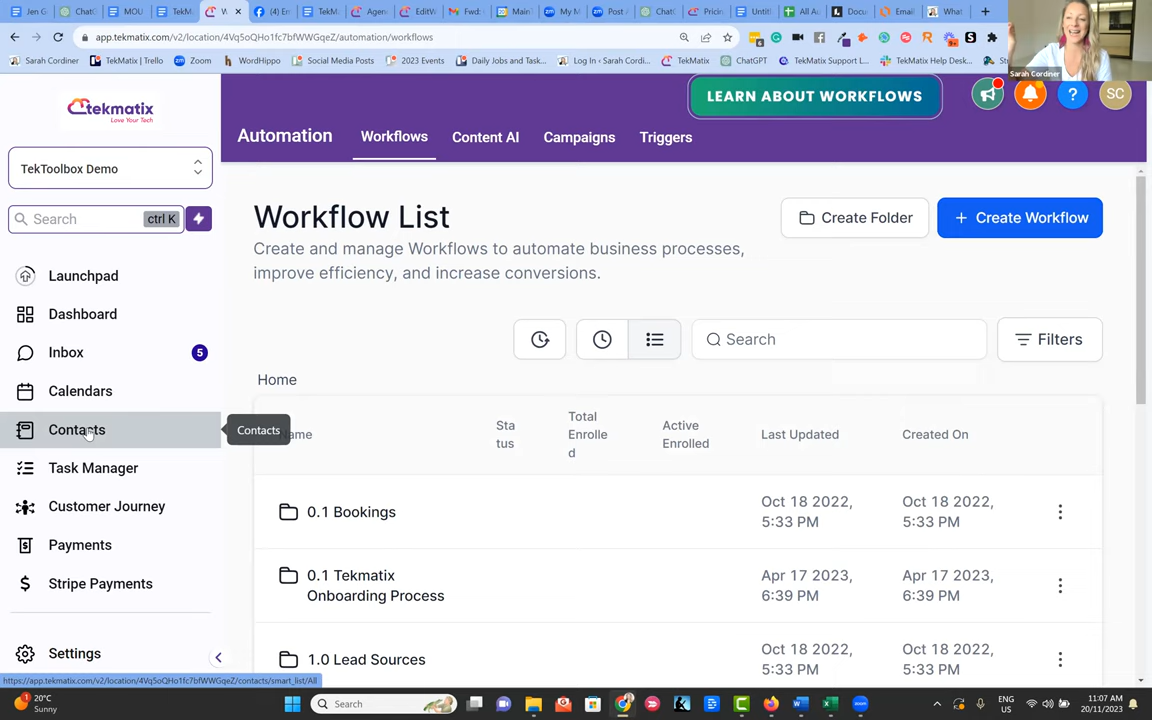 Jen G
ChatG
MOU
TekM
W
(4) Em
TekM
Agen
EditW
Fwd:
Main
My M
Post A
ChatG
Pricin
Untitl
All Au
Docu
Email
What
app.tekmatix.com/v2/location/4Vq5oQHo1fc7bfWWGqeZ/automation/workflows
Sarah Cordiner
TekMatix | Trello
Zoom
WordHippo
Social Media Posts
2023 Events
Daily Jobs and Task...
Log In ‹ Sarah Cordi...
ChatGPT
TekMatix Support L...
TekMatix Help Desk...
Sarah Cordiner
tekmatix
Love Your Tech
LEARN ABOUT WORKFLOWS
SC
Automation
Workflows
Content AI
Campaigns
Triggers
TekToolbox Demo
Search
ctrl K
Launchpad
Dashboard
Inbox
5
Calendars
Contacts
Contacts
Task Manager
Customer Journey
Payments
Stripe Payments
Settings
Workflow List
Create Folder
+ Create Workflow
Create and manage Workflows to automate business processes,
improve efficiency, and increase conversions.
Search
Filters
Home
Name
Sta
tus
Total
Enrolle
d
Active
Enrolled
Last Updated
Created On
0.1 Bookings
Oct 18 2022,
5:33 PM
Oct 18 2022,
5:33 PM
0.1 Tekmatix
Onboarding Process
Apr 17 2023,
6:39 PM
Apr 17 2023,
6:39 PM
1.0 Lead Sources
Oct 18 2022,
5:33 PM
Oct 18 2022,
5:33 PM
https://app.tekmatix.com/v2/location/4Vq5oQHo1fc7bfWWGqeZ/contacts/smart_list/All
20°C
Sunny
Search
ENG
US
11:07 AM
20/11/2023